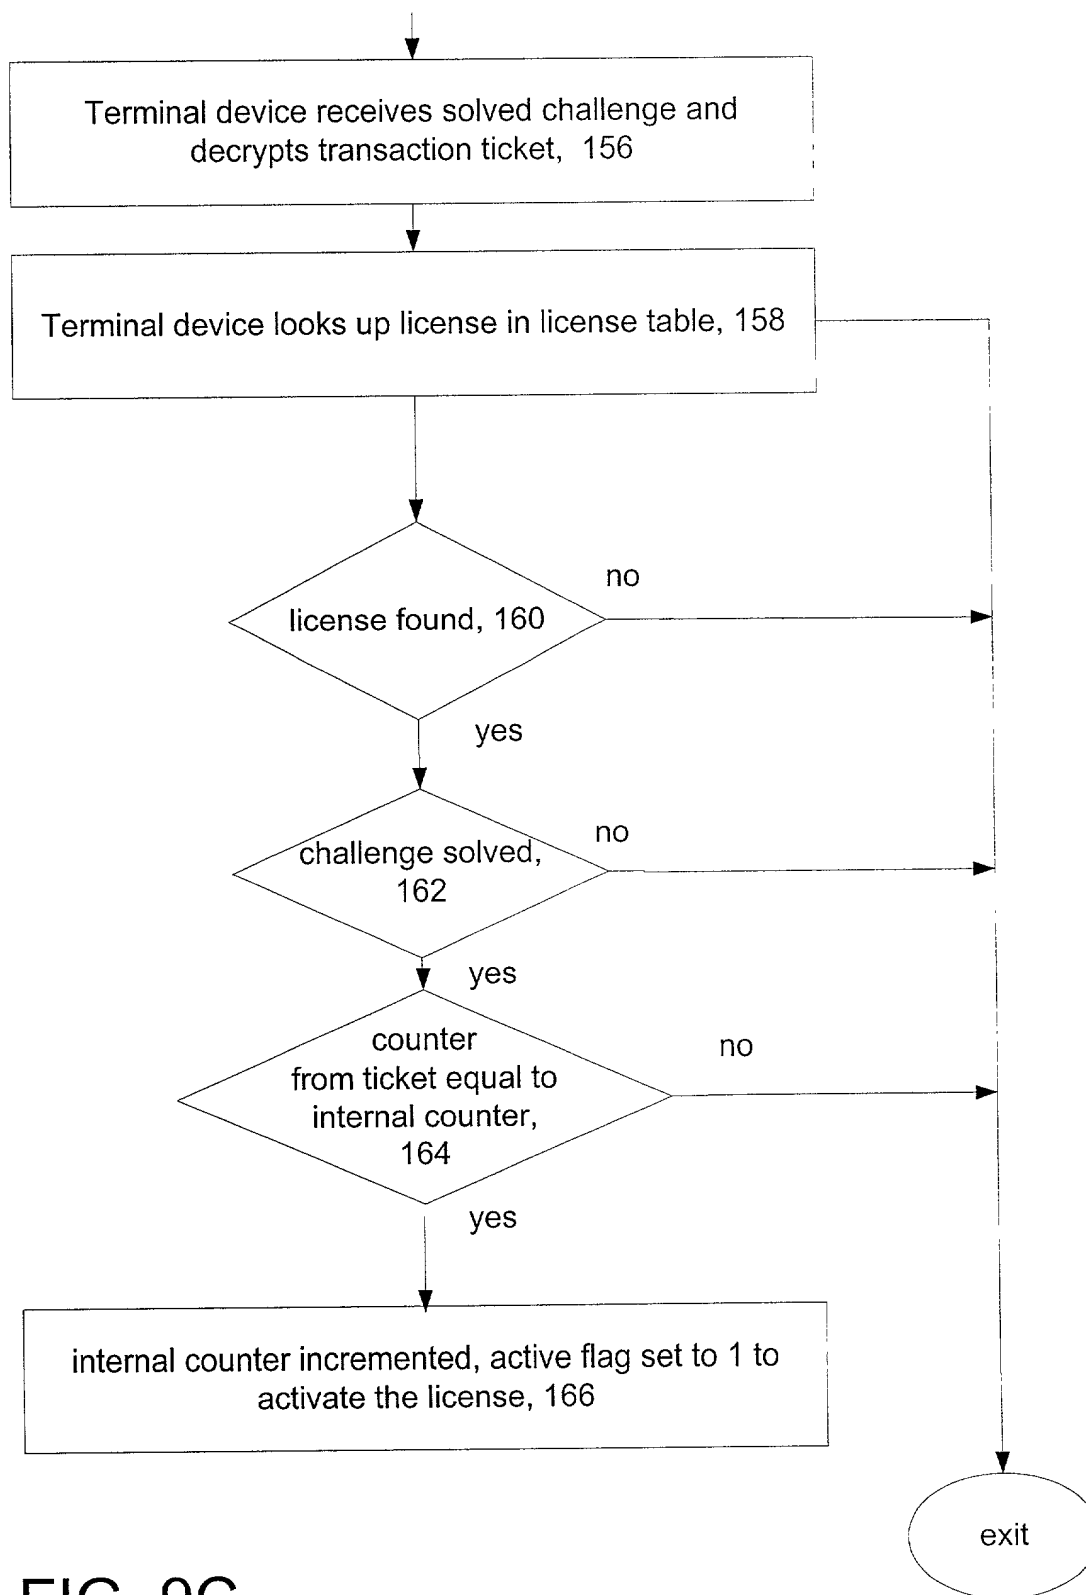 Terminal device receives solved challenge and
decrypts transaction ticket, 156
Terminal device looks up license in license table, 158
no
license found, 160
yes
no
challenge solved,
162
yes
counter
from ticket equal to
internal counter,
164
no
yes
internal counter incremented, active flag set to 1 to
activate the license, 166
exit
FIG. 9C